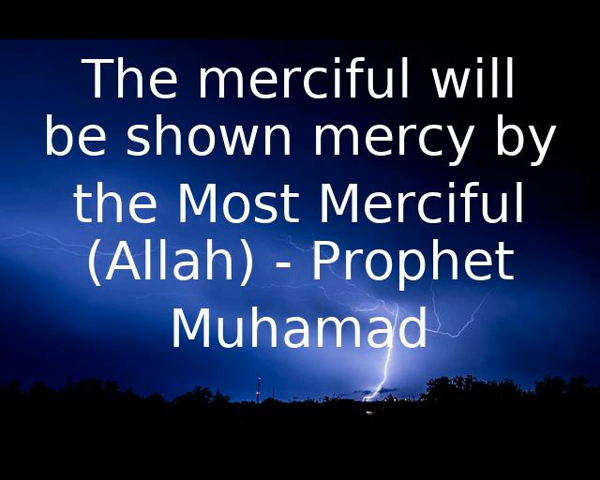 The merciful will
be shown mercy by
the Most Merciful
(Allah) - Prophet
Muhamad